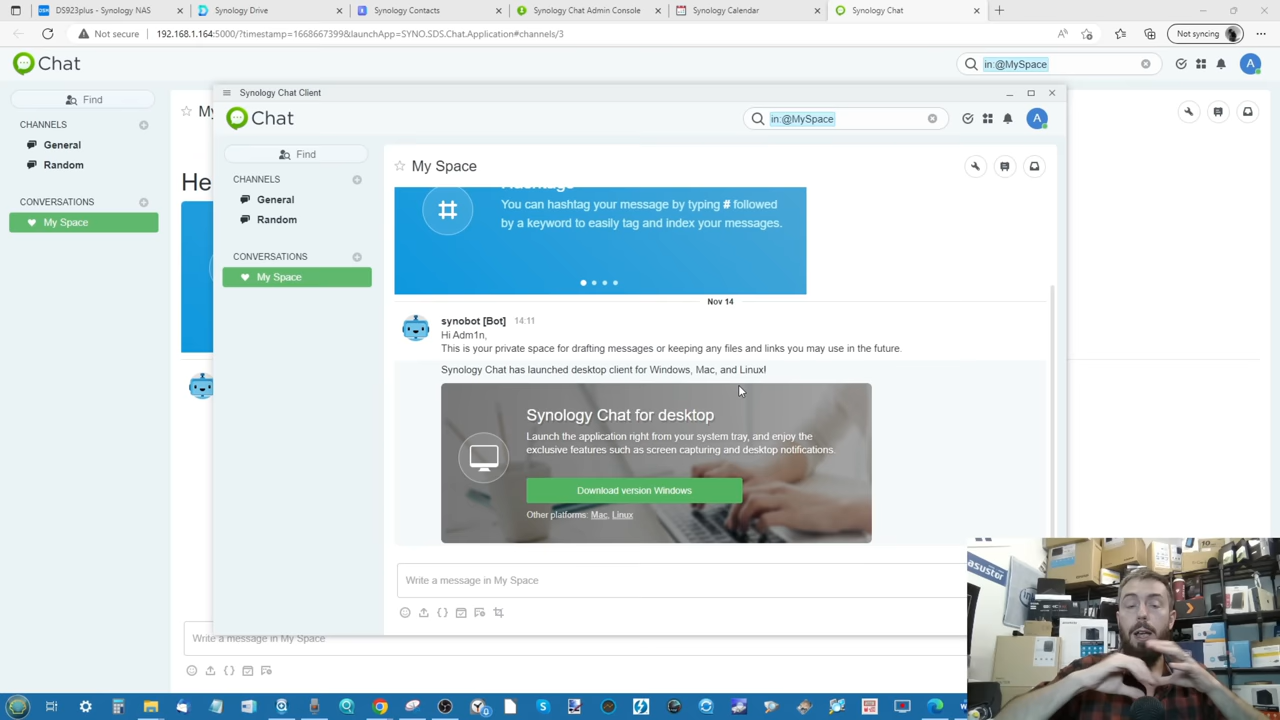 DS923plus - Synology NAS
Synology Drive
Synology Contacts
Synology Chat Admin Console
Synology Calendar
Synology Chat
Not secure
192.168.1.164:5000/?timestamp=1668667399&launchApp=SYNO.SDS.Chat.Application#channels/3
Not syncing
Chat
in:@MySpace
A
Find
CHANNELS
General
Random
CONVERSATIONS
My Space
My
He
Synology Chat Client
Chat
in:@MySpace
A
Find
CHANNELS
General
Random
CONVERSATIONS
My Space
My Space
Hashtags
You can hashtag your message by typing # followed
by a keyword to easily tag and index your messages.
Nov 14
synobot [Bot] 14:11
Hi Adm1n,
This is your private space for drafting messages or keeping any files and links you may use in the future.
Synology Chat has launched desktop client for Windows, Mac, and Linux!
Synology Chat for desktop
Launch the application right from your system tray, and enjoy the
exclusive features such as screen capturing and desktop notifications.
Download version Windows
Other platforms: Mac, Linux
Write a message in My Space
Write a message in My Space
asustor